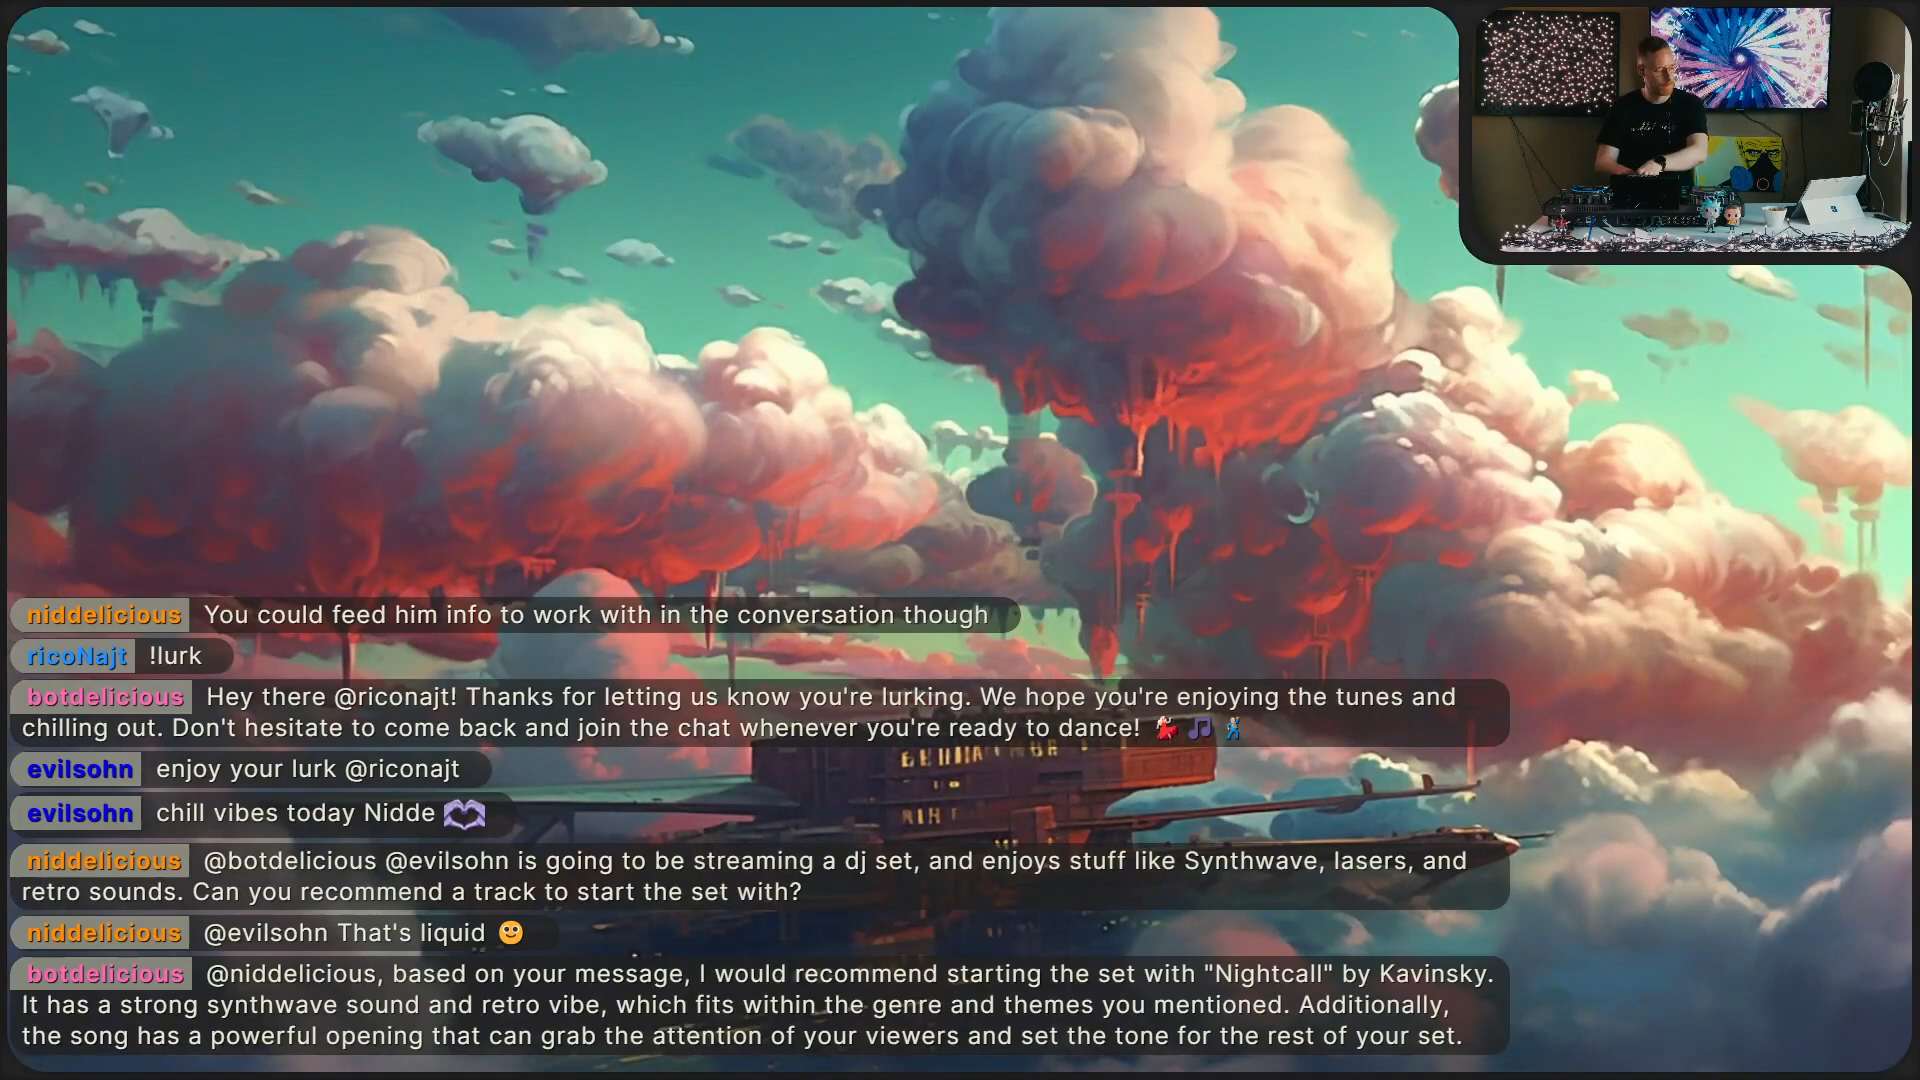 niddelicious You could feed him info to work with in the conversation though
ricoNajt !lurk
botdelicious Hey there @riconajt! Thanks for letting us know you're lurking. We hope you're enjoying the tunes and
chilling out. Don't hesitate to come back and join the chat whenever you're ready to dance! 💃🎵🕺
evilsohn enjoy your lurk @riconajt
evilsohn chill vibes today Nidde
niddelicious @botdelicious @evilsohn is going to be streaming a dj set, and enjoys stuff like Synthwave, lasers, and
retro sounds. Can you recommend a track to start the set with?
niddelicious @evilsohn That's liquid 🙂
botdelicious @niddelicious, based on your message, I would recommend starting the set with "Nightcall" by Kavinsky.
It has a strong synthwave sound and retro vibe, which fits within the genre and themes you mentioned. Additionally,
the song has a powerful opening that can grab the attention of your viewers and set the tone for the rest of your set.